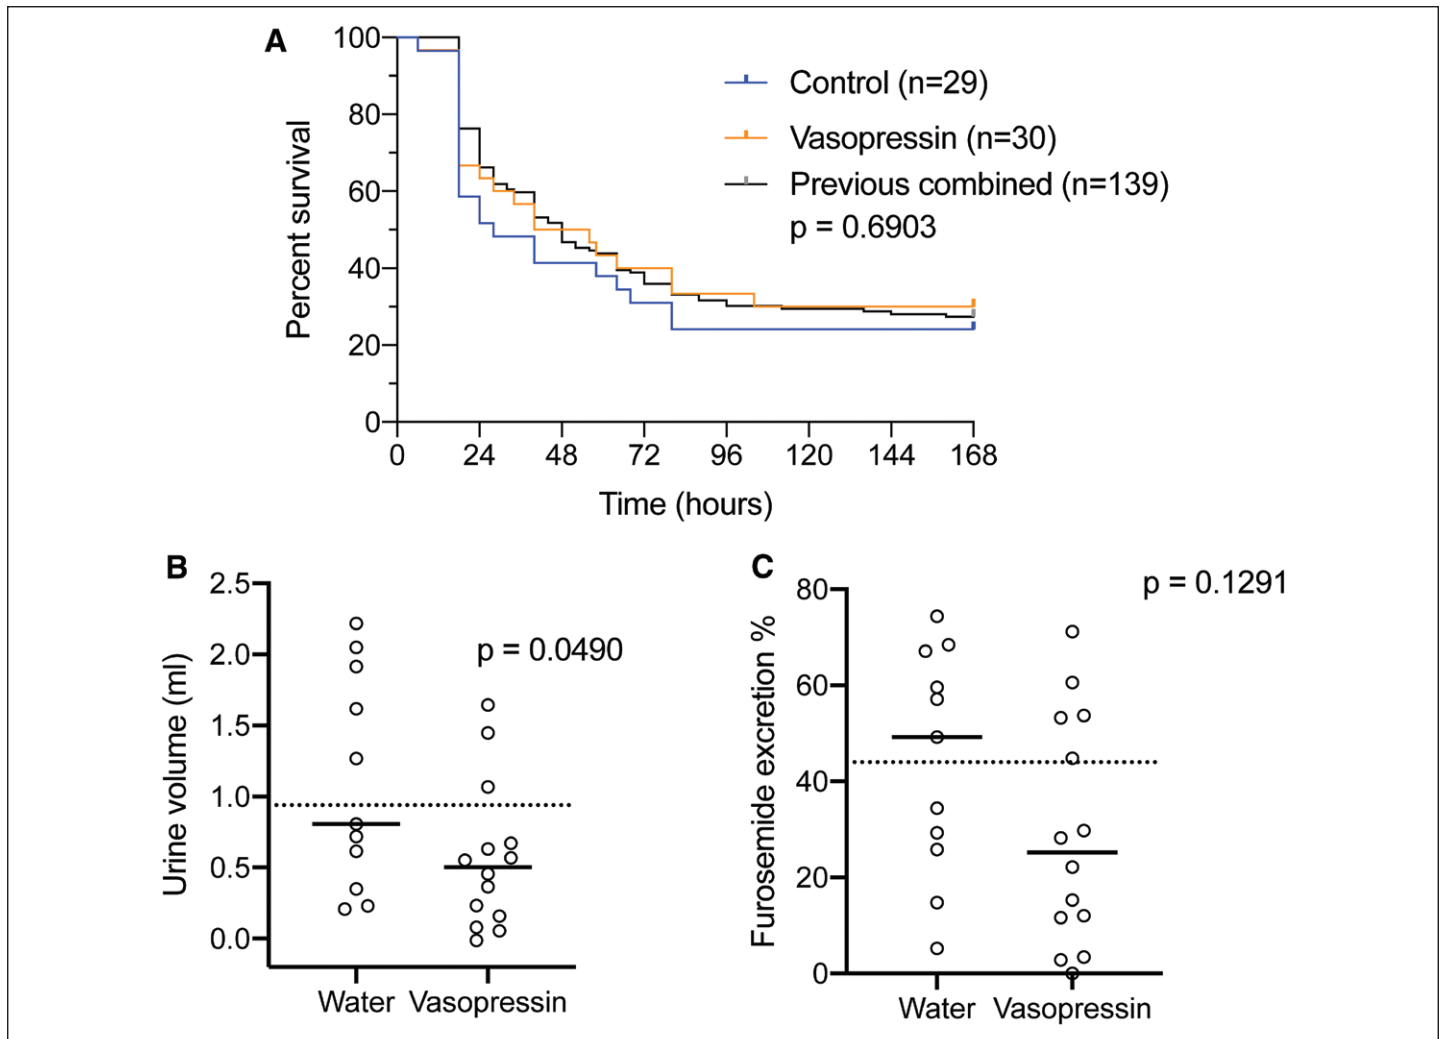 A
100
80
60
40
20
0
Percent survival
Control (n=29)
Vasopressin (n=30)
Previous combined (n=139)
p = 0.6903
0 24 48 72 96 120 144 168
Time (hours)
B
2.5
2.0
1.5
1.0
0.5
0.0
Urine volume (ml)
p = 0.0490
Water Vasopressin
C
80
60
40
20
0
Furosemide excretion %
p = 0.1291
Water Vasopressin